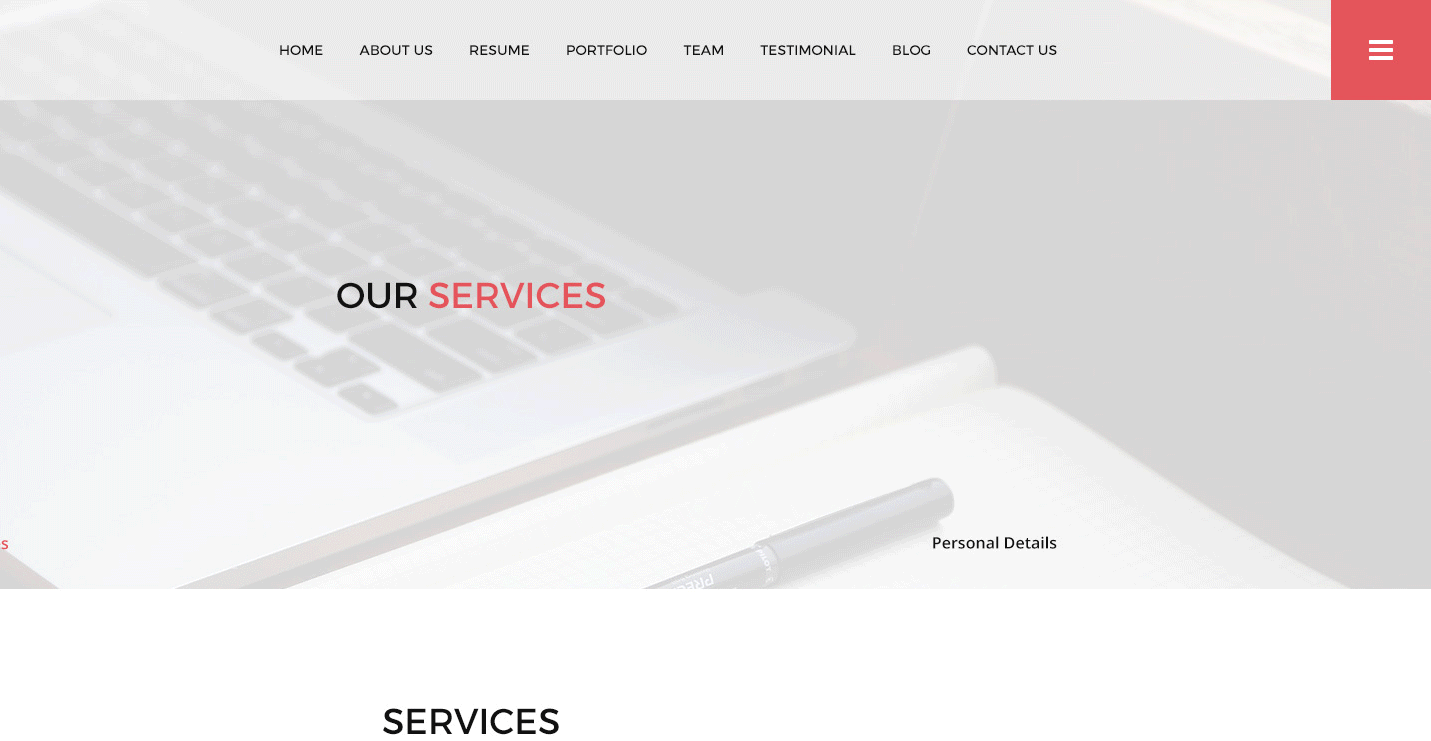 HOME ABOUT US RESUME PORTFOLIO TEAM TESTIMONIAL BLOG CONTACT US
OUR SERVICES
s Personal Details
SERVICES